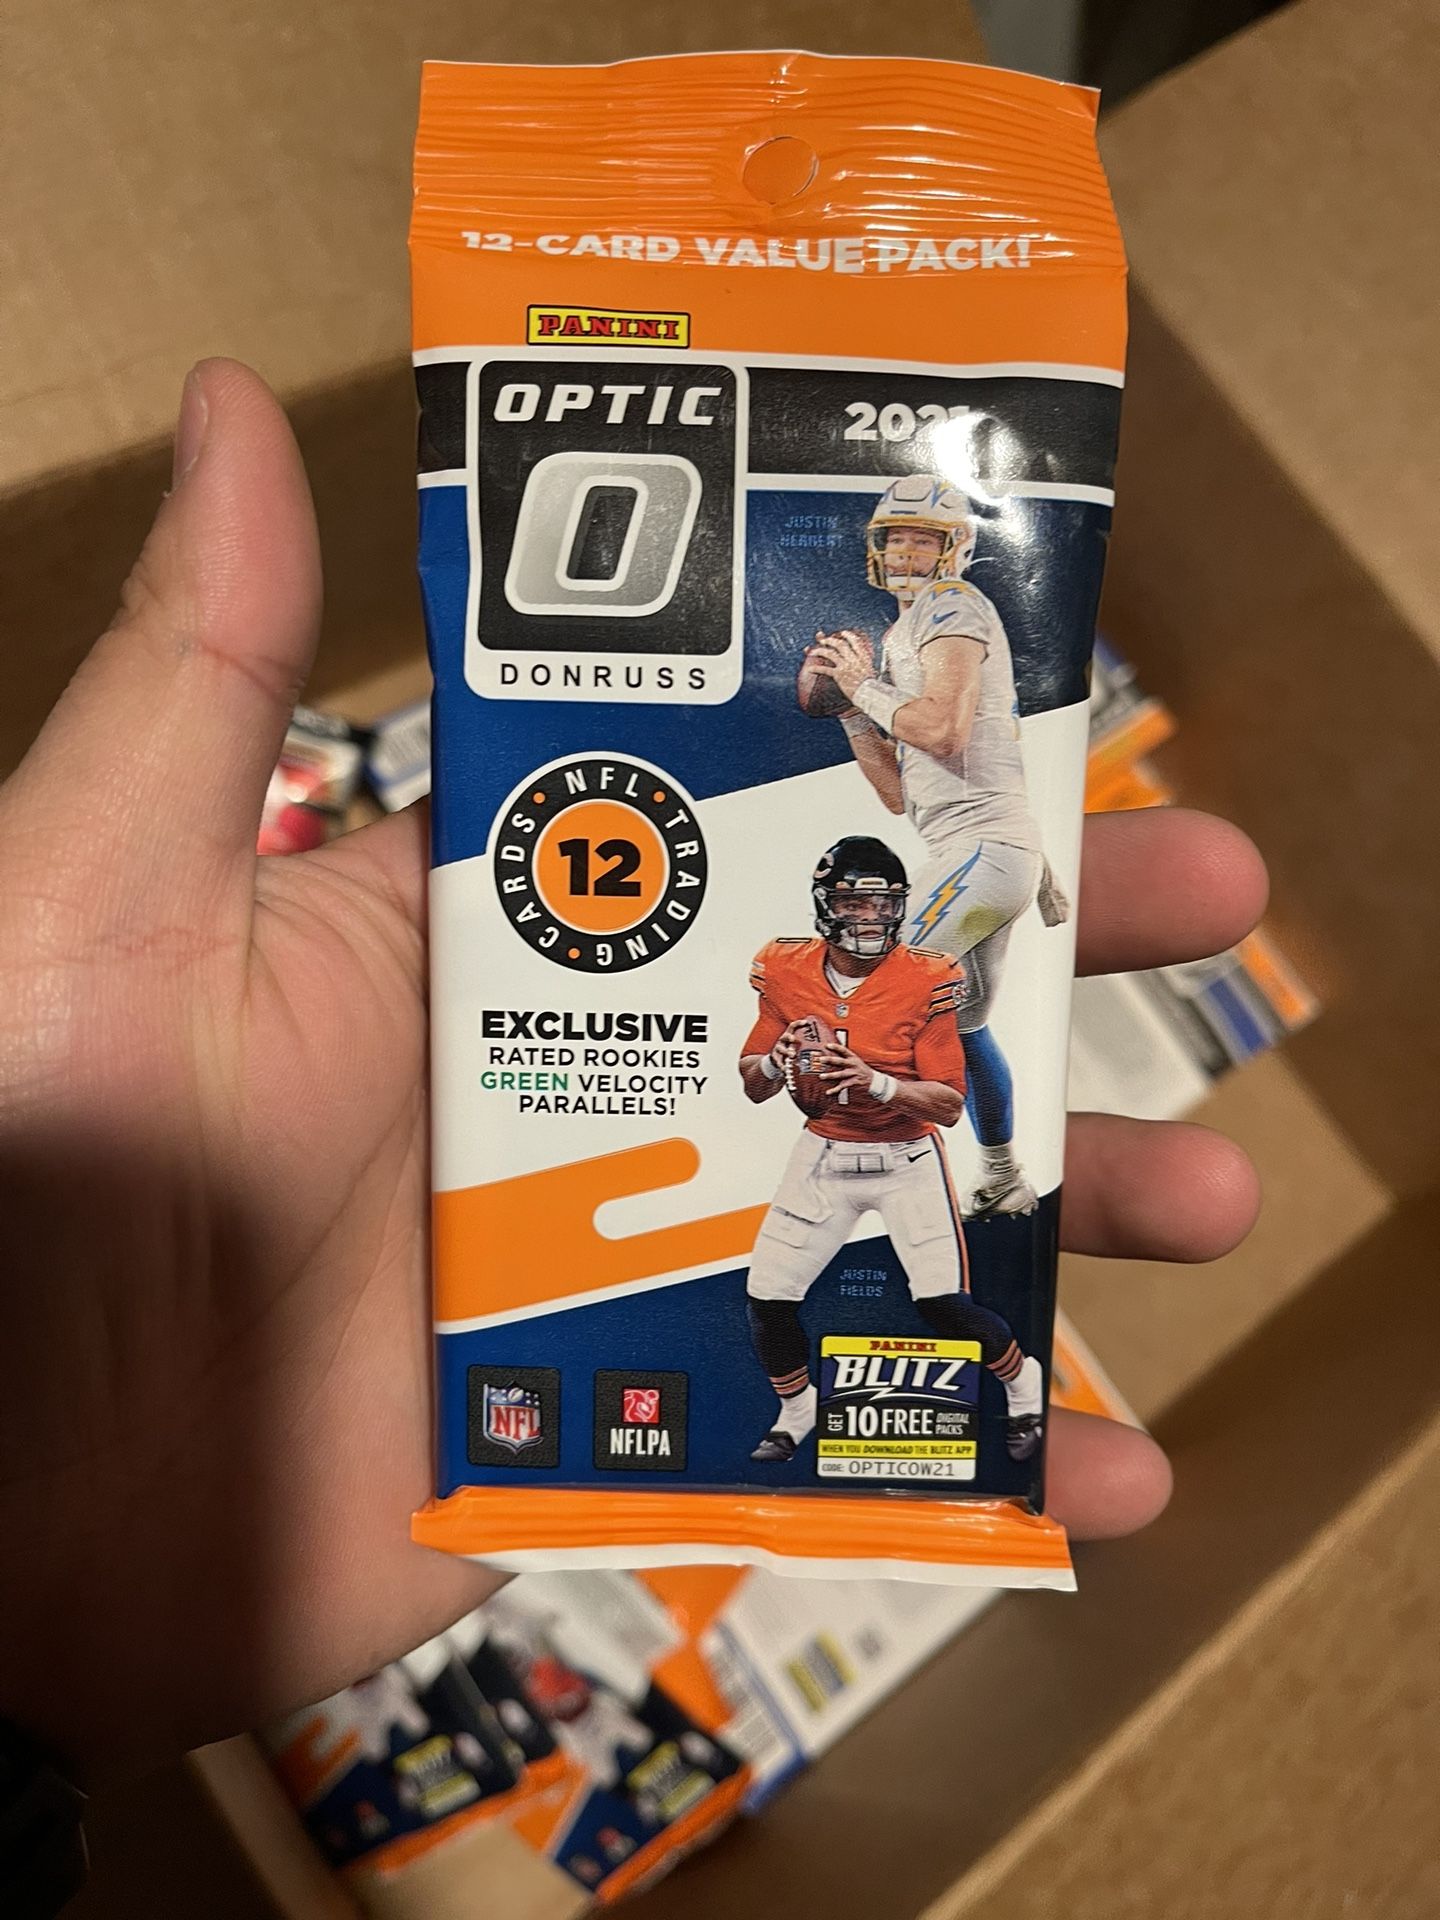 12-CARD VALUE PACK!
PANINI
OPTIC
2021
DONRUSS
JUSTIN
HERBERT
NFL • TRADING • CARDS •
12
EXCLUSIVE
RATED ROOKIES
GREEN VELOCITY
PARALLELS!
1
JUSTIN
FIELDS
NFL
NFLPA
PANINI
BLITZ
GET 10 FREE DIGITAL PACKS
WHEN YOU DOWNLOAD THE BLITZ APP
CODE: OPTICOW21